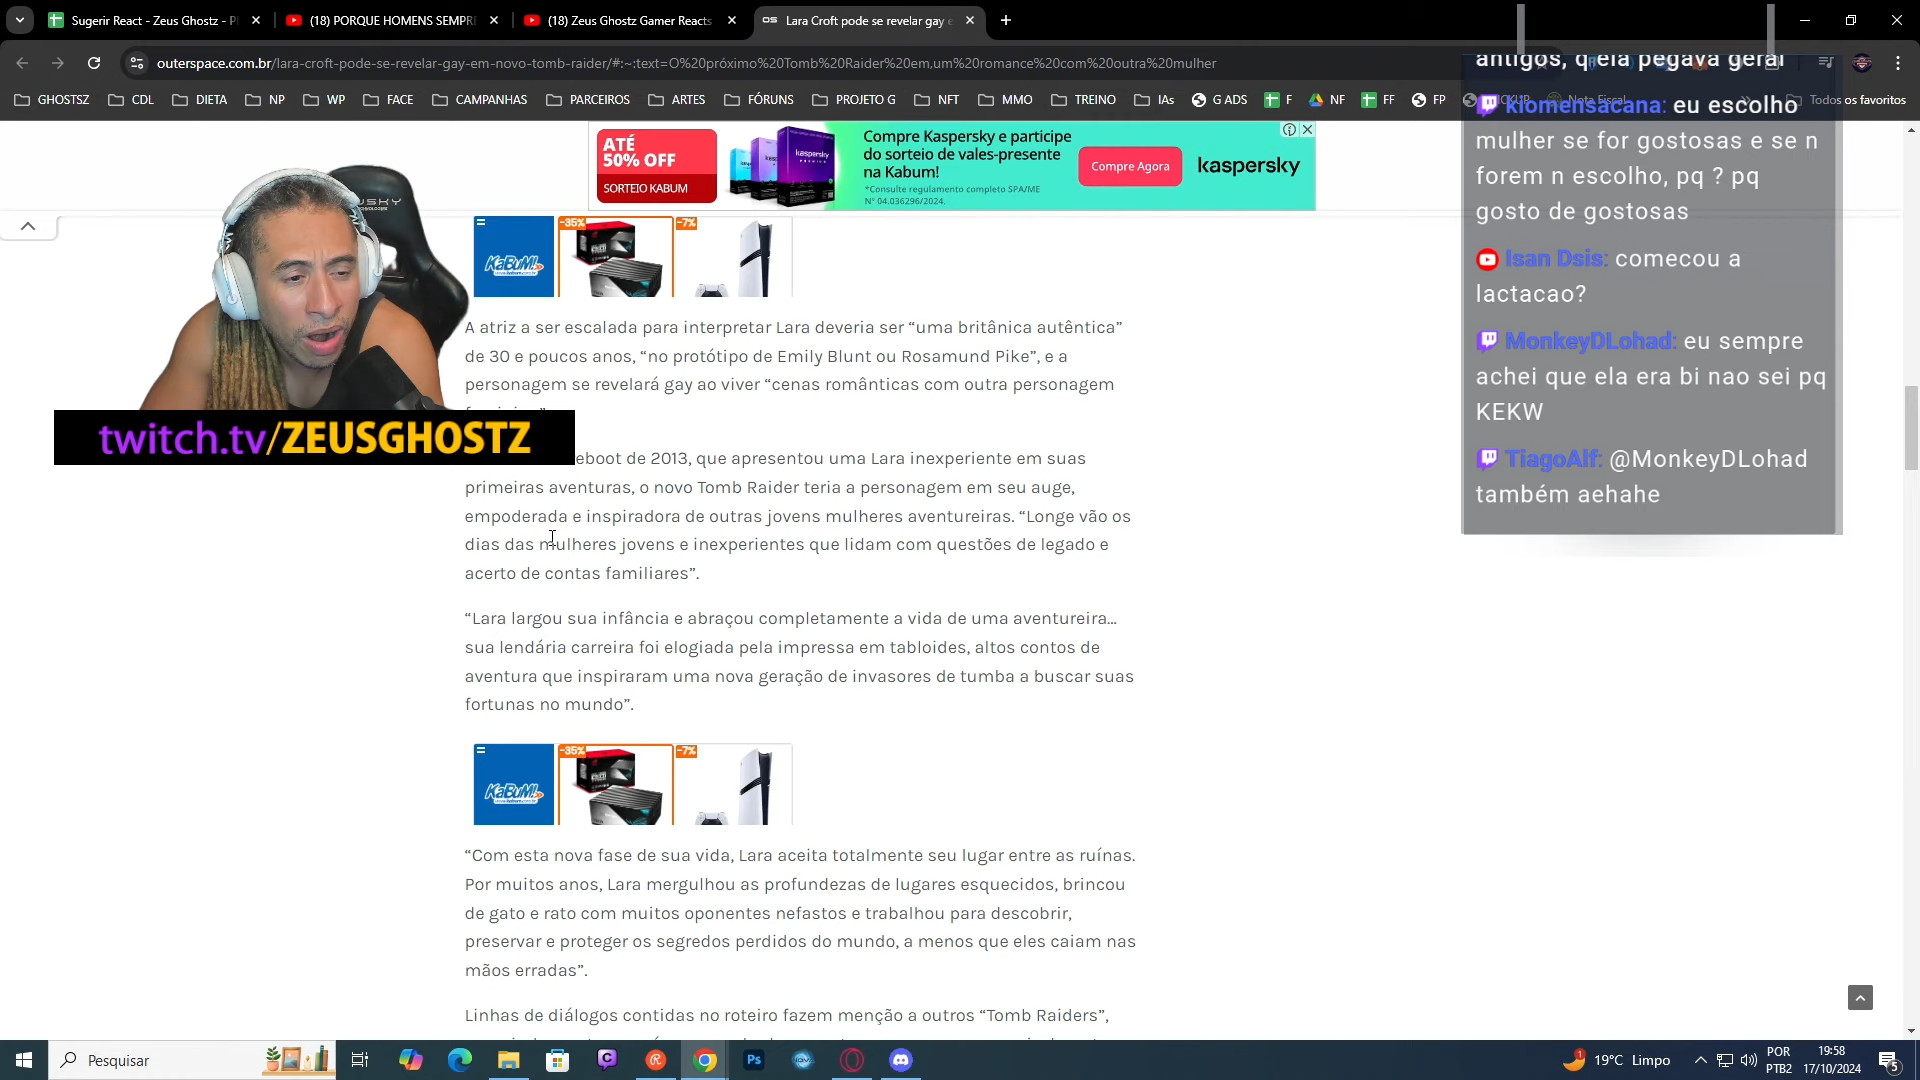 Sugerir React - Zeus Ghostz - P
(18) PORQUE HOMENS SEMPRE
(18) Zeus Ghostz Gamer Reacts
OS Lara Croft pode se revelar gay e
outerspace.com.br/lara-croft-pode-se-revelar-gay-em-novo-tomb-raider/#:~:text=O%20próximo%20Tomb%20Raider%20em,um%20romance%20com%20outra%20mulher
GHOSTSZ CDL DIETA NP WP FACE CAMPANHAS PARCEIROS ARTES FÓRUNS PROJETO G NFT MMO TREINO IAs G ADS F NF FF FP Nota Fiscal Todos os favoritos
ATÉ
50% OFF
SORTEIO KABUM
Compre Kaspersky e participe
do sorteio de vales-presente
na Kabum!
*Consulte regulamento completo SPA/ME
Nº 04.036296/2024.
Compre Agora
kaspersky
KaBuM!
-35%
-7%
A atriz a ser escalada para interpretar Lara deveria ser “uma britânica autêntica”
de 30 e poucos anos, “no protótipo de Emily Blunt ou Rosamund Pike”, e a
personagem se revelará gay ao viver “cenas românticas com outra personagem
twitch.tv/ZEUSGHOSTZ
eboot de 2013, que apresentou uma Lara inexperiente em suas
primeiras aventuras, o novo Tomb Raider teria a personagem em seu auge,
empoderada e inspiradora de outras jovens mulheres aventureiras. “Longe vão os
dias das mulheres jovens e inexperientes que lidam com questões de legado e
acerto de contas familiares”.
“Lara largou sua infância e abraçou completamente a vida de uma aventureira…
sua lendária carreira foi elogiada pela impressa em tabloides, altos contos de
aventura que inspiraram uma nova geração de invasores de tumba a buscar suas
fortunas no mundo”.
KaBuM!
-35%
-7%
“Com esta nova fase de sua vida, Lara aceita totalmente seu lugar entre as ruínas.
Por muitos anos, Lara mergulhou as profundezas de lugares esquecidos, brincou
de gato e rato com muitos oponentes nefastos e trabalhou para descobrir,
preservar e proteger os segredos perdidos do mundo, a menos que eles caiam nas
mãos erradas”.
Linhas de diálogos contidas no roteiro fazem menção a outros “Tomb Raiders”,
antigos, q ela pegava geral
klomensacana: eu escolho
mulher se for gostosas e se n
forem n escolho, pq ? pq
gosto de gostosas
Isan Dsis: comecou a
lactacao?
MonkeyDLohad: eu sempre
achei que ela era bi nao sei pq
KEKW
TiagoAlf: @MonkeyDLohad
também aehahe
Pesquisar
Ps
19°C Limpo
POR
PTB2
19:58
17/10/2024
5